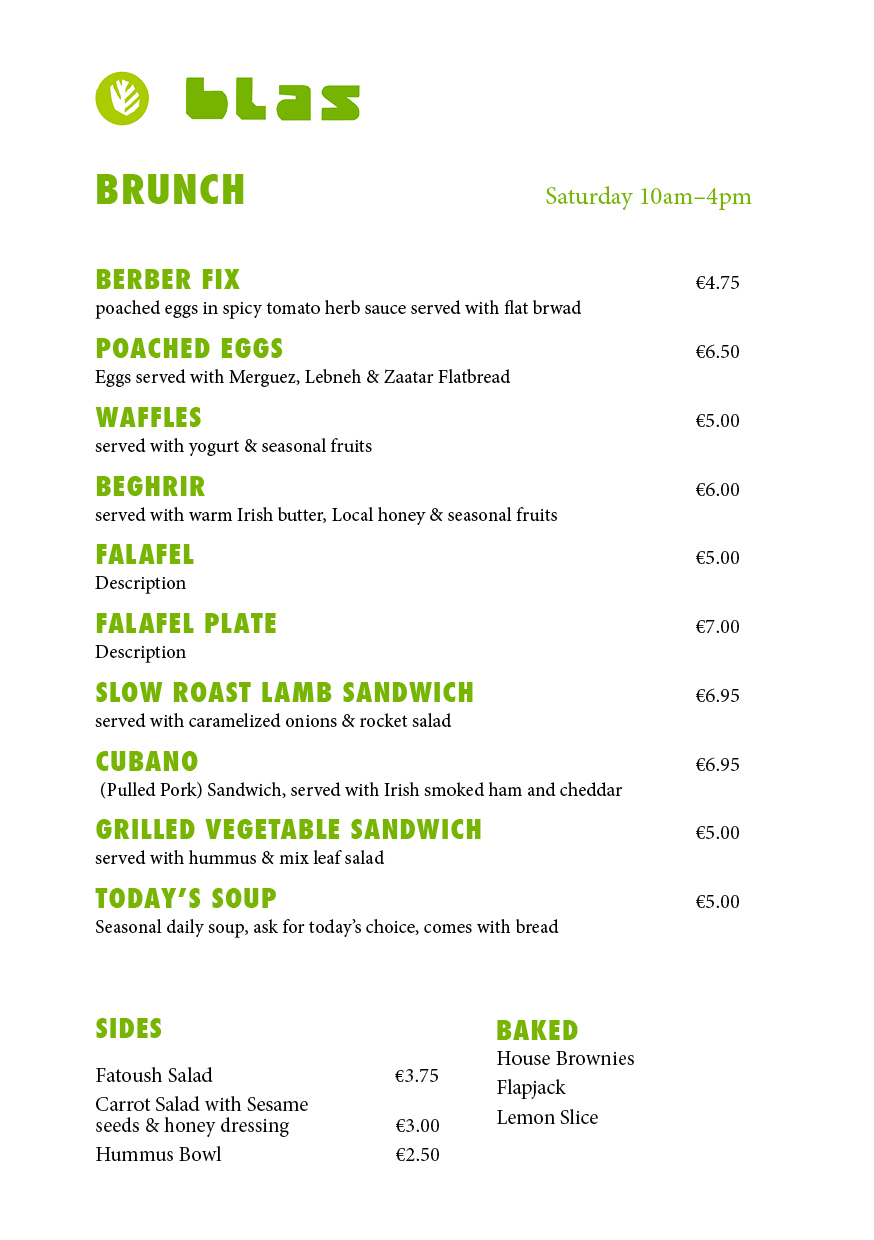 bLas
BRUNCH
Saturday 10am–4pm
BERBER FIX €4.75
poached eggs in spicy tomato herb sauce served with flat brwad
POACHED EGGS €6.50
Eggs served with Merguez, Lebneh & Zaatar Flatbread
WAFFLES €5.00
served with yogurt & seasonal fruits
BEGHRIR €6.00
served with warm Irish butter, Local honey & seasonal fruits
FALAFEL €5.00
Description
FALAFEL PLATE €7.00
Description
SLOW ROAST LAMB SANDWICH €6.95
served with caramelized onions & rocket salad
CUBANO €6.95
(Pulled Pork) Sandwich, served with Irish smoked ham and cheddar
GRILLED VEGETABLE SANDWICH €5.00
served with hummus & mix leaf salad
TODAY’S SOUP €5.00
Seasonal daily soup, ask for today’s choice, comes with bread
SIDES
Fatoush Salad €3.75
Carrot Salad with Sesame
seeds & honey dressing €3.00
Hummus Bowl €2.50
BAKED
House Brownies
Flapjack
Lemon Slice